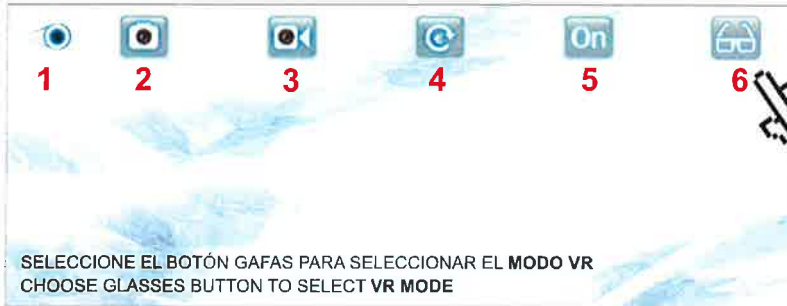 On
1 2 3 4 5 6
SELECCIONE EL BOTÓN GAFAS PARA SELECCIONAR EL MODO VR
CHOOSE GLASSES BUTTON TO SELECT VR MODE